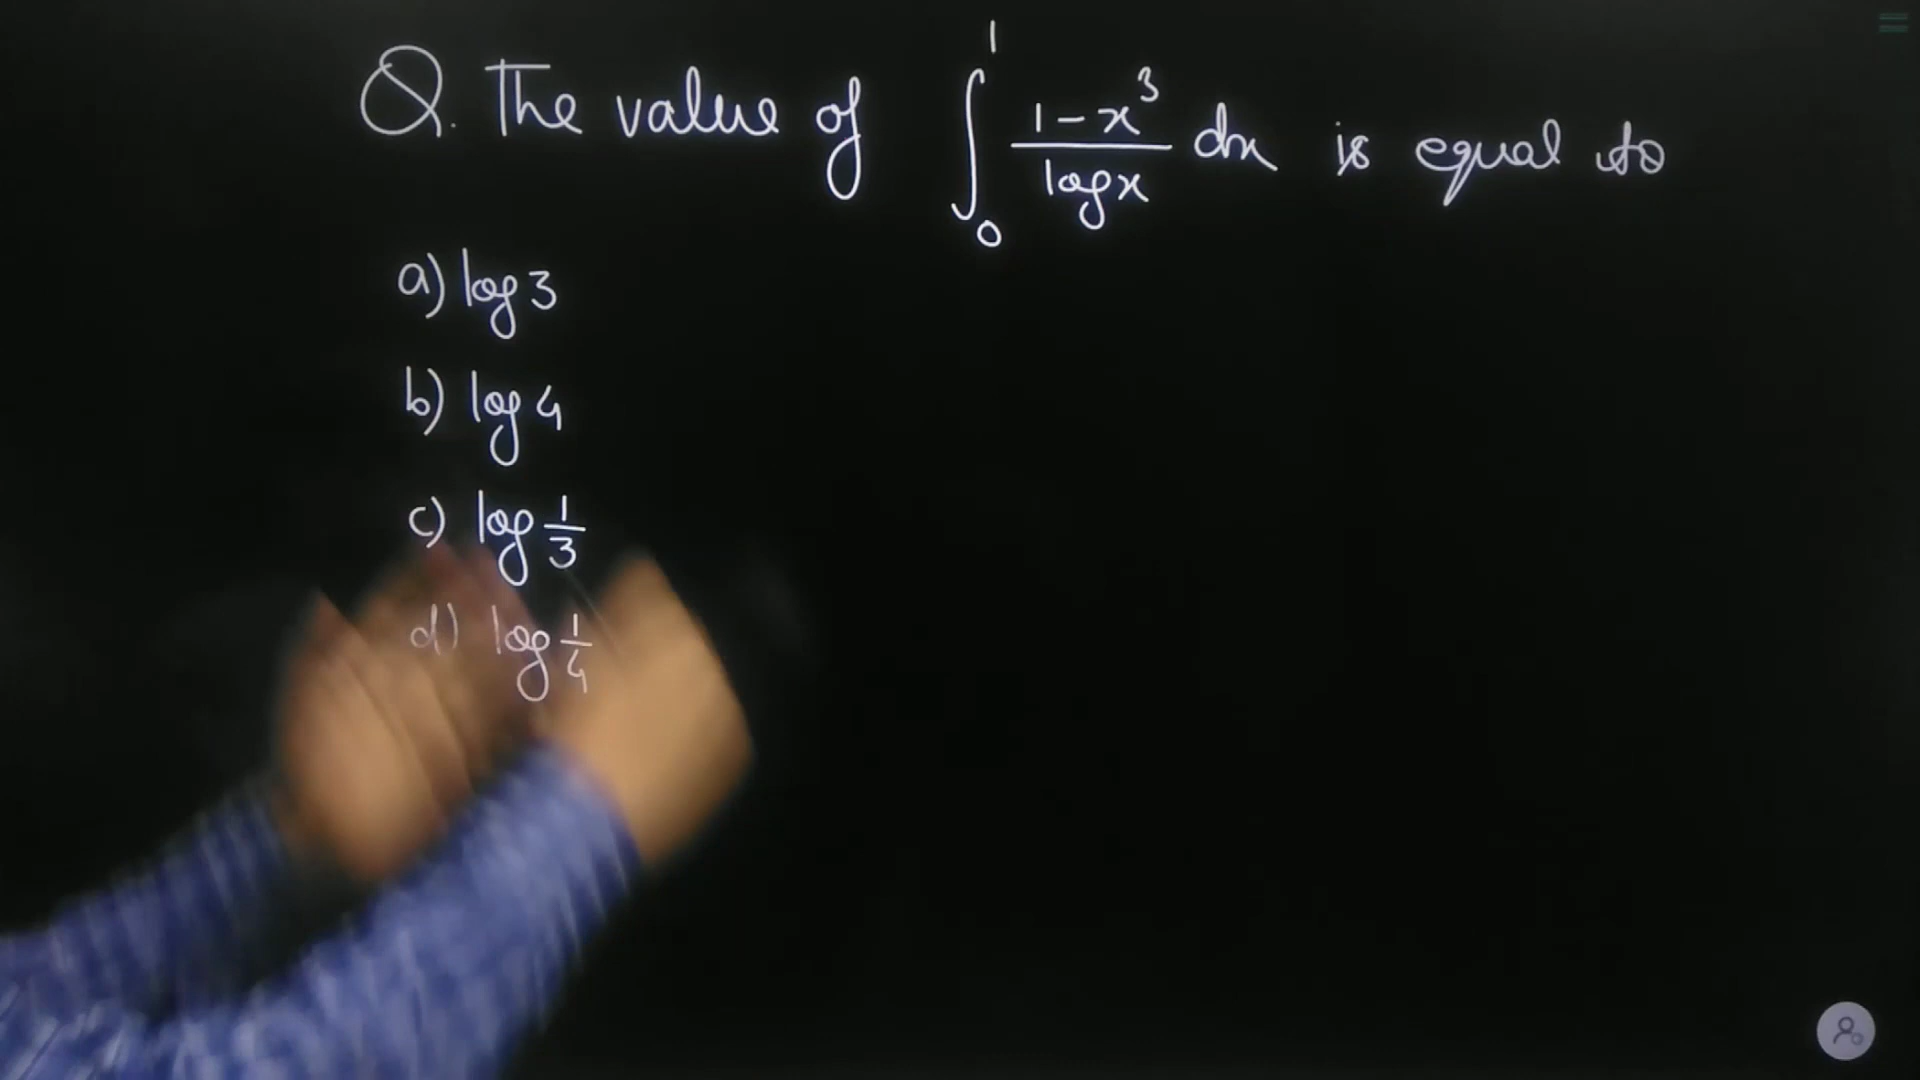 Q. The value of ∫₀¹ (1-x³)/(log x) dx is equal to
a) log 3
b) log 4
c) log 1/3
d) log 1/4